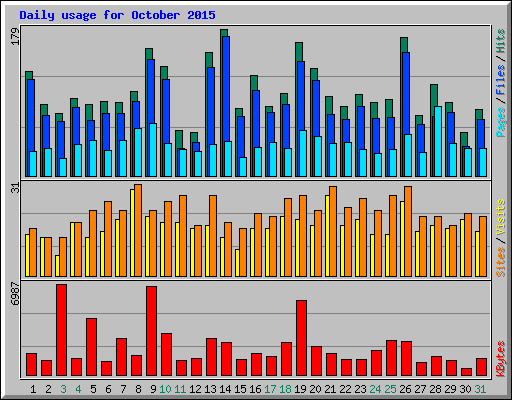 Daily usage for October 2015
179
Pages / Files / Hits
31
Sites / Visits
6987
KBytes
1 2 3 4 5 6 7 8 9 10 11 12 13 14 15 16 17 18 19 20 21 22 23 24 25 26 27 28 29 30 31